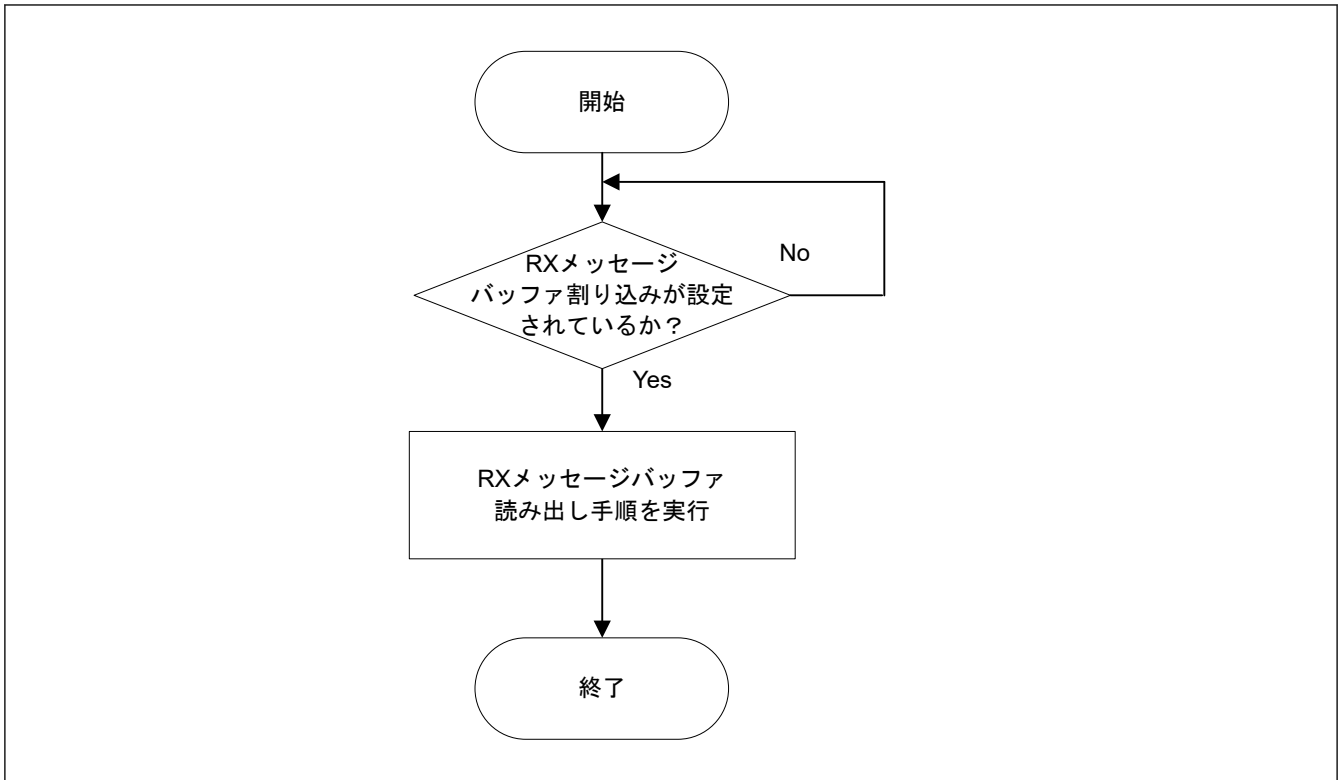 開始
No
RXメッセージ
バッファ割り込みが設定
されているか？
Yes
RXメッセージバッファ
読み出し手順を実行
終了